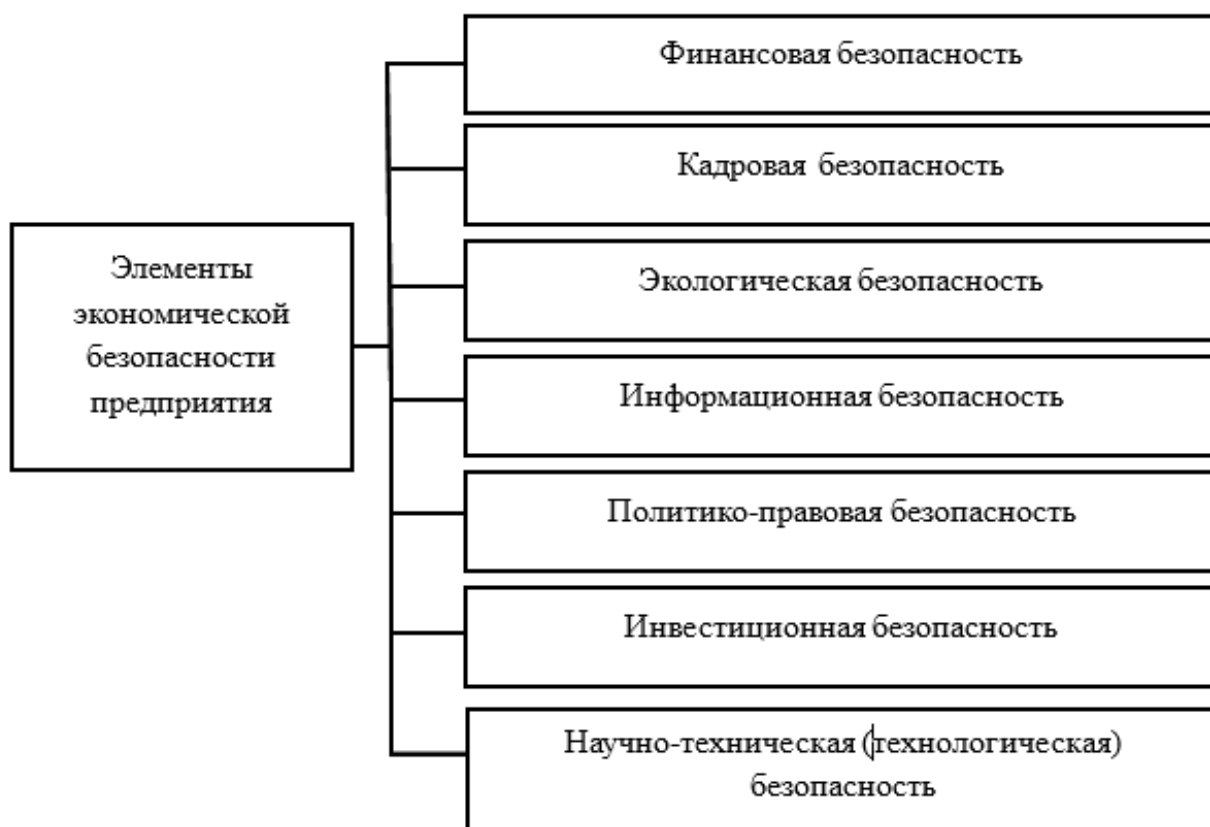 Финансовая безопасность
Кадровая безопасность
Элементы
экономической
безопасности
предприятия
Экологическая безопасность
Информационная безопасность
Политико-правовая безопасность
Инвестиционная безопасность
Научно-техническая (технологическая)
безопасность